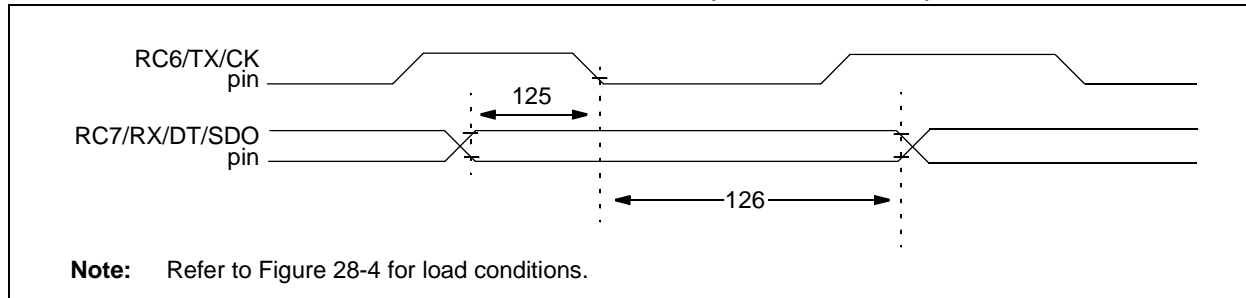 RC6/TX/CK
pin
125
RC7/RX/DT/SDO
pin
126
Note: Refer to Figure 28-4 for load conditions.